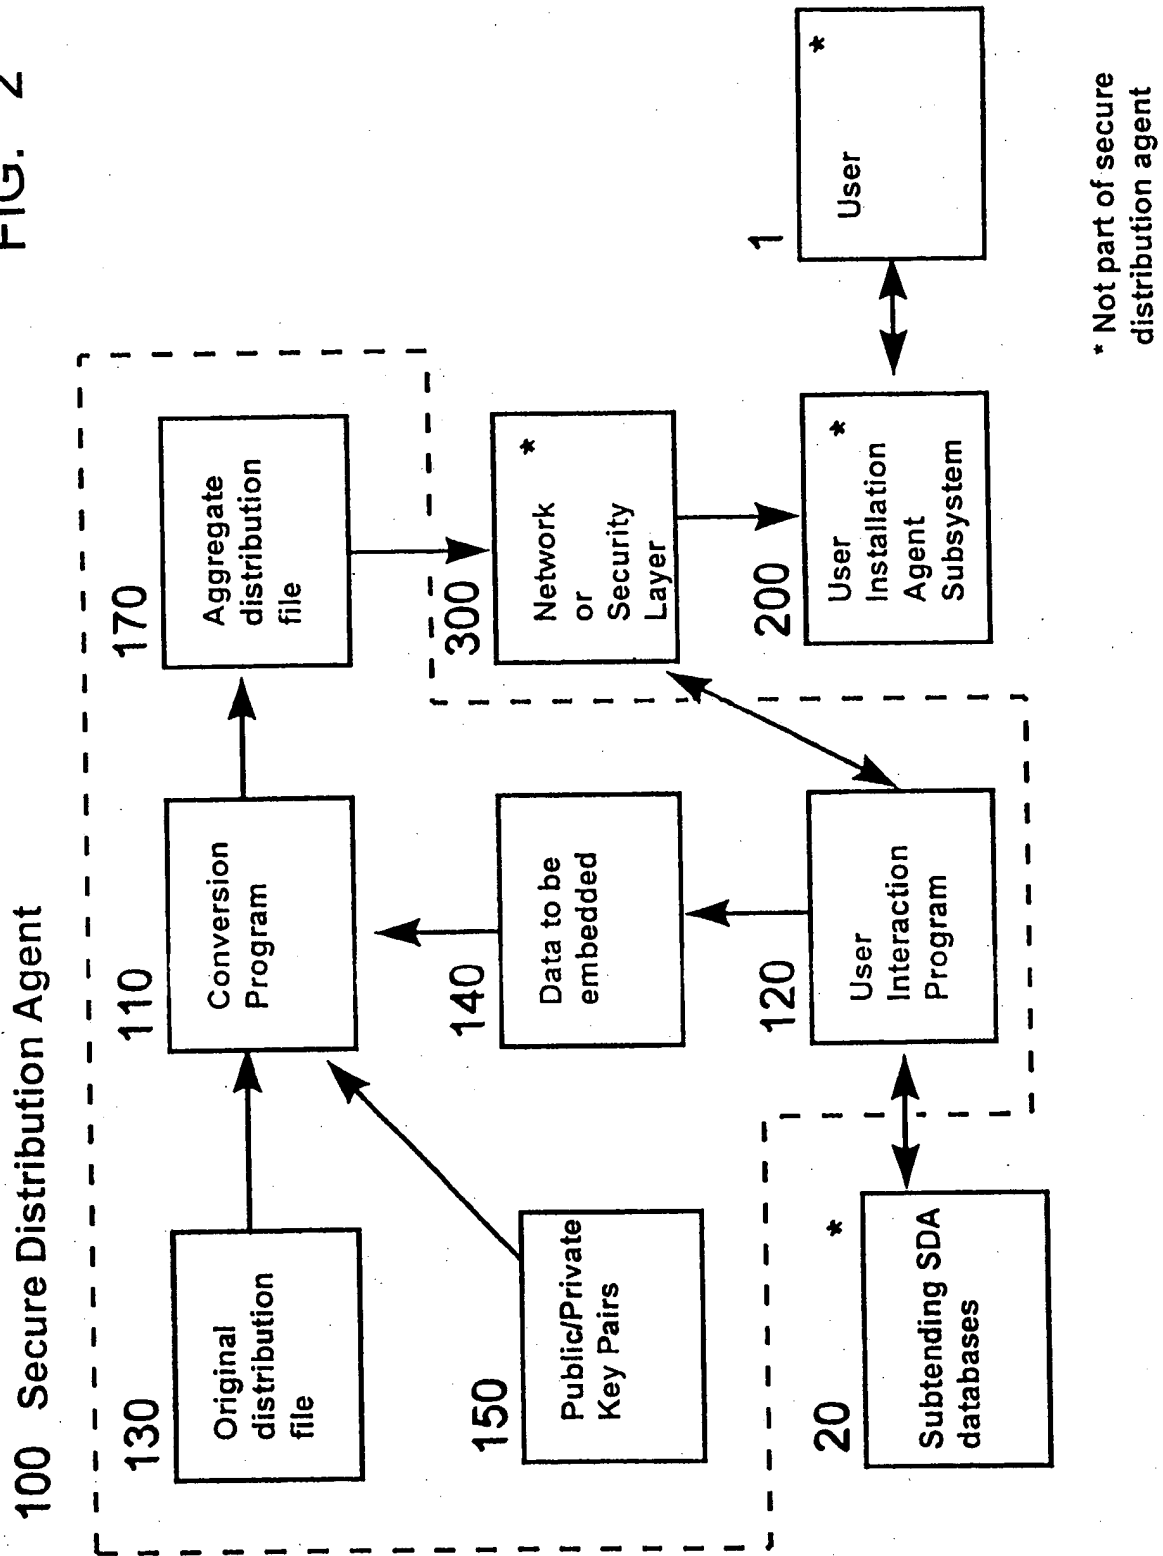 FIG. 2
100 Secure Distribution Agent
130
Original
distribution
file
110
Conversion
Program
170
Aggregate
distribution
file
150
Public/Private
Key Pairs
140
Data to be
embedded
300
Network *
or
Security
Layer
20
*
Subtending SDA
databases
120
User
Interaction
Program
200
User *
Installation
Agent
Subsystem
1
*
User
* Not part of secure
distribution agent